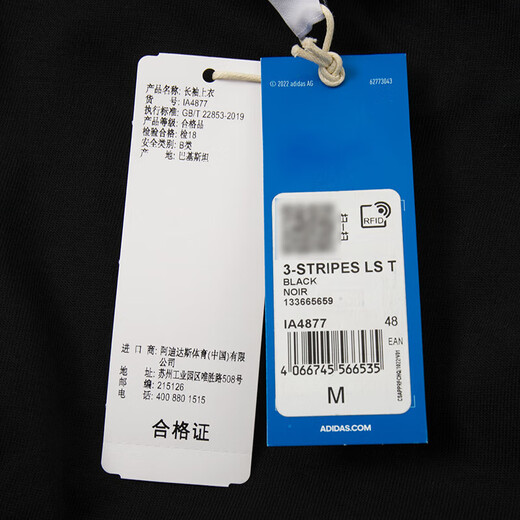 产品名称: 长袖上衣
货 号: IA4877
执行标准: GB/T 22853-2019
产品等级: 合格品
检验合格: 检18
安全类别: B类
产 地: 巴基斯坦
进 口 商: 阿迪达斯体育(中国)有限
公司
地 址: 苏州工业园区唯胜路508号
邮 编: 215126
电 话: 400 880 1515
合格证
© 2022 adidas AG
62773043
RFID
3-STRIPES LS T
BLACK
NOIR
133665659
IA4877
48
EAN
4 066745 566535
M
ADIDAS.COM